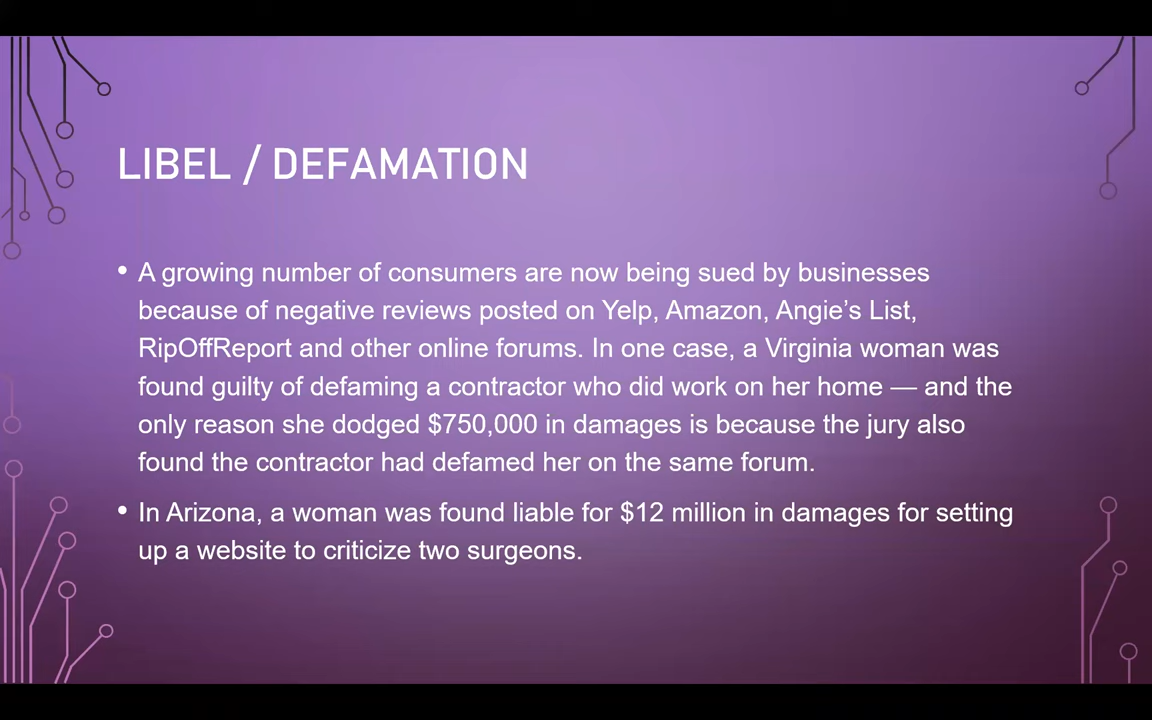 LIBEL / DEFAMATION
• A growing number of consumers are now being sued by businesses
because of negative reviews posted on Yelp, Amazon, Angie’s List,
RipOffReport and other online forums. In one case, a Virginia woman was
found guilty of defaming a contractor who did work on her home — and the
only reason she dodged $750,000 in damages is because the jury also
found the contractor had defamed her on the same forum.
• In Arizona, a woman was found liable for $12 million in damages for setting
up a website to criticize two surgeons.